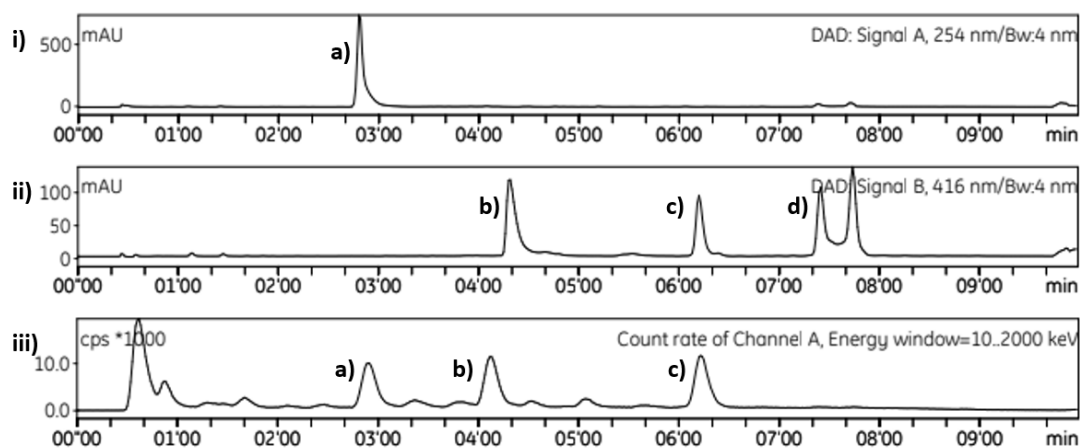 i)
mAU
DAD: Signal A, 254 nm/Bw:4 nm
500
a)
0
00'00 01'00 02'00 03'00 04'00 05'00 06'00 07'00 08'00 09'00 min
ii)
mAU
DAD: Signal B, 416 nm/Bw:4 nm
100
b) c) d)
50
0
00'00 01'00 02'00 03'00 04'00 05'00 06'00 07'00 08'00 09'00 min
iii)
cps *1000
Count rate of Channel A, Energy window=10..2000 keV
10.0
a) b) c)
0.0
00'00 01'00 02'00 03'00 04'00 05'00 06'00 07'00 08'00 09'00 min